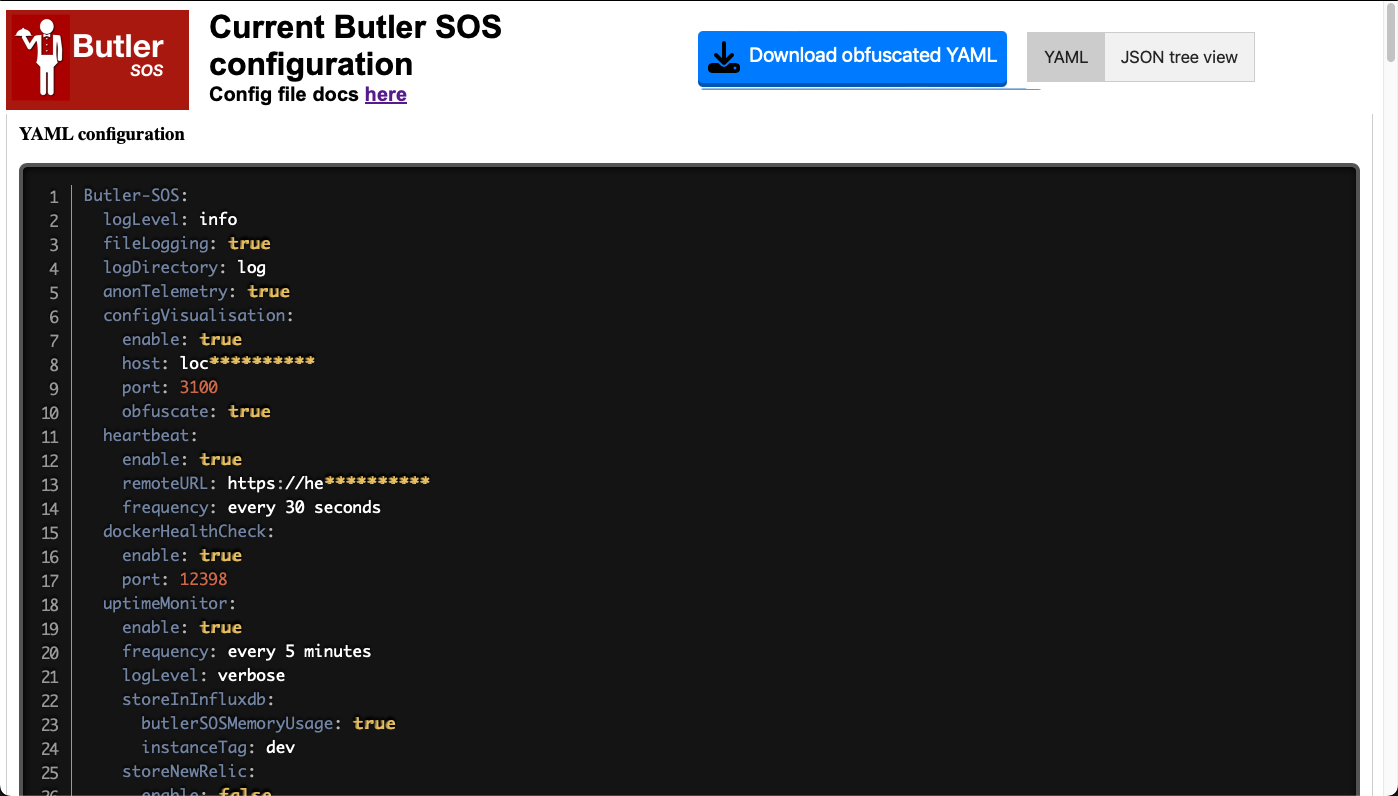 Butler
SOS
Current Butler SOS
configuration
Config file docs here
Download obfuscated YAML
YAML
JSON tree view
YAML configuration
1 Butler-SOS:
2   logLevel: info
3   fileLogging: true
4   logDirectory: log
5   anonTelemetry: true
6   configVisualisation:
7     enable: true
8     host: loc**********
9     port: 3100
10     obfuscate: true
11   heartbeat:
12     enable: true
13     remoteURL: https://he**********
14     frequency: every 30 seconds
15   dockerHealthCheck:
16     enable: true
17     port: 12398
18   uptimeMonitor:
19     enable: true
20     frequency: every 5 minutes
21     logLevel: verbose
22     storeInInfluxdb:
23       butlerSOSMemoryUsage: true
24       instanceTag: dev
25     storeNewRelic:
26       enable: false